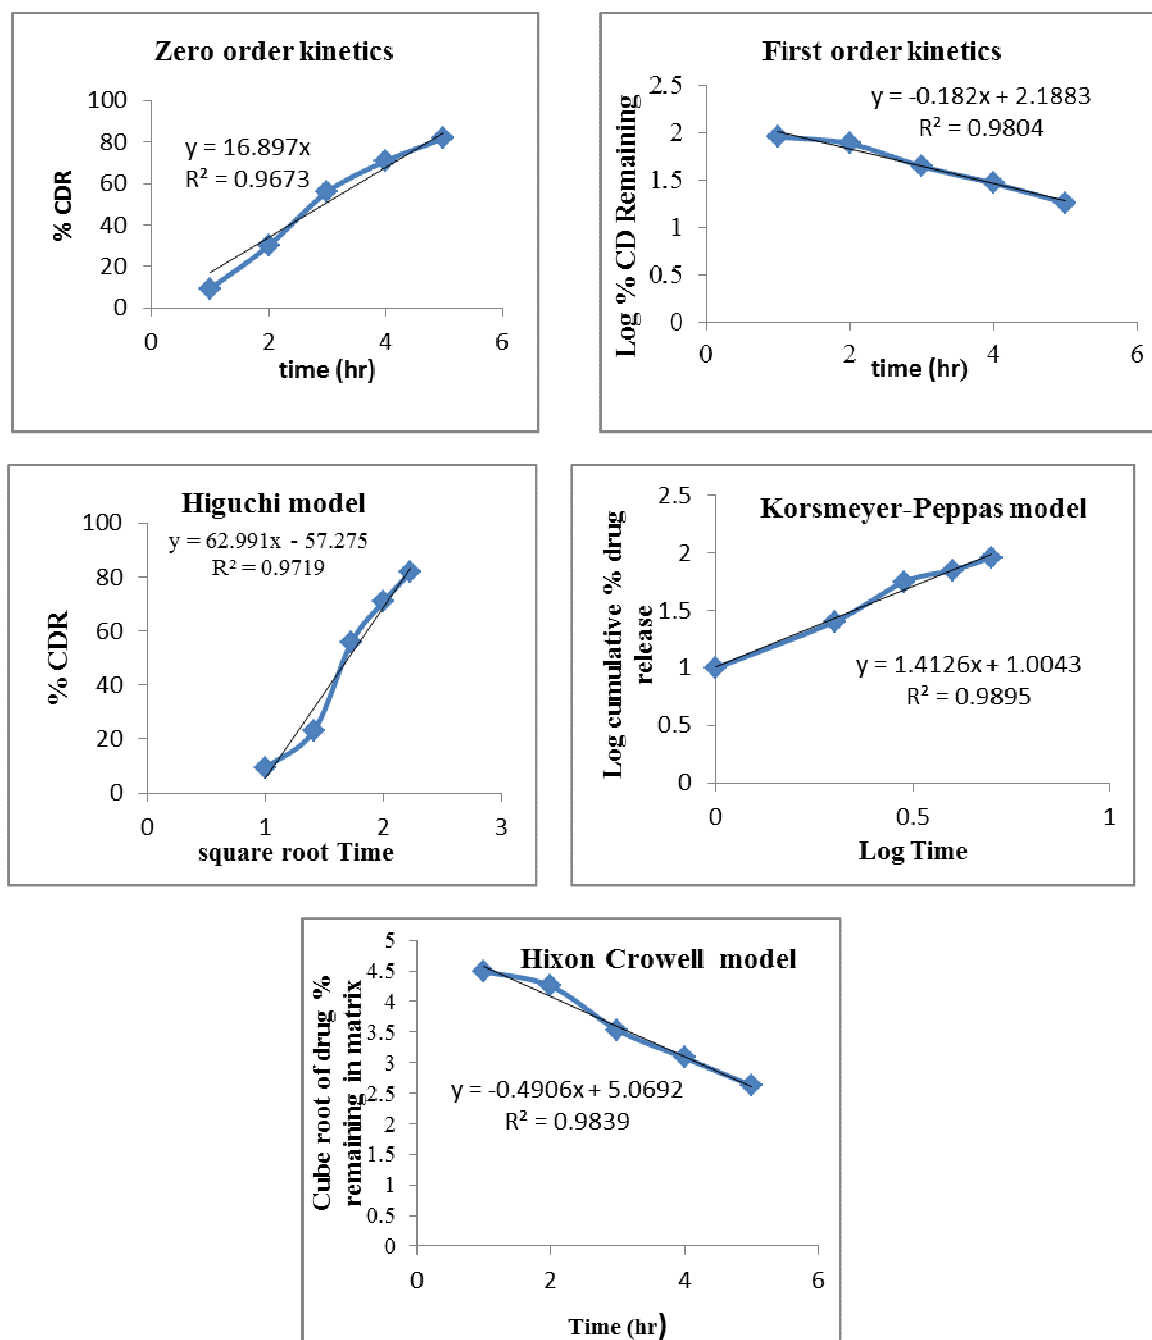 Zero order kinetics
100
80
60
40
20
0
% CDR
y = 16.897x
R² = 0.9673
0 2 4 6
time (hr)
First order kinetics
2.5
2
1.5
1
0.5
0
Log % CD Remaining
y = -0.182x + 2.1883
R² = 0.9804
0 2 4 6
time (hr)
Higuchi model
100
80
60
40
20
0
% CDR
y = 62.991x - 57.275
R² = 0.9719
0 1 2 3
square root Time
Korsmeyer-Peppas model
2.5
2
1.5
1
0.5
0
Log cumulative % drug
release
y = 1.4126x + 1.0043
R² = 0.9895
0 0.5 1
Log Time
Hixon Crowell model
5
4.5
4
3.5
3
2.5
2
1.5
1
0.5
0
Cube root of drug %
remaining in matrix
y = -0.4906x + 5.0692
R² = 0.9839
0 2 4 6
Time (hr)